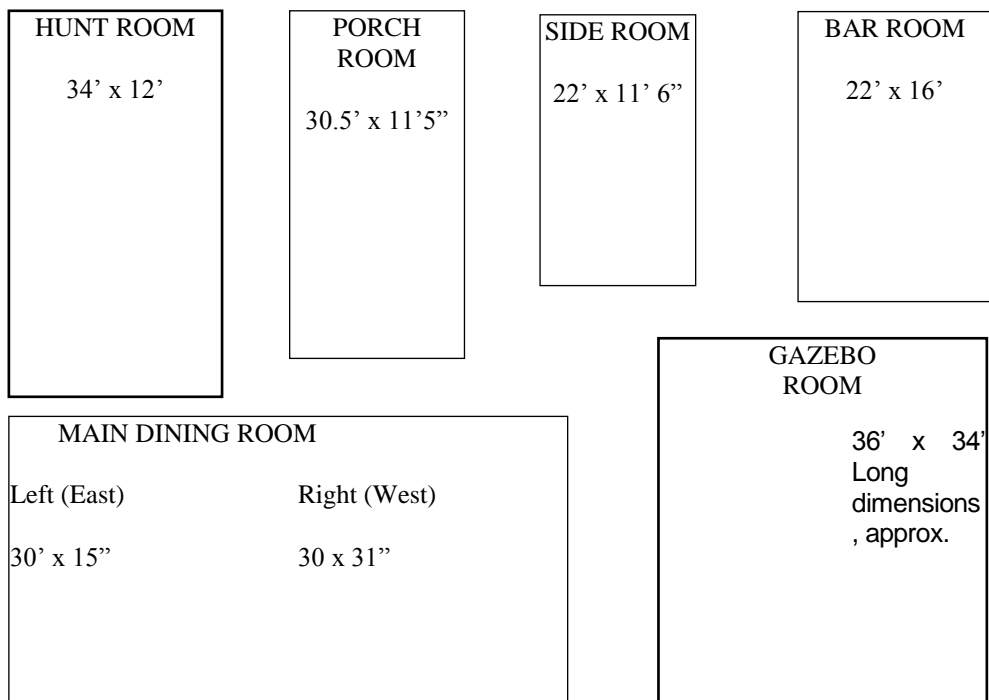 HUNT ROOM
34’ x 12’
PORCH
ROOM
30.5’ x 11’5”
SIDE ROOM
22’ x 11’ 6”
BAR ROOM
22’ x 16’
GAZEBO
ROOM
36’ x 34’
Long
dimensions
, approx.
MAIN DINING ROOM
Left (East) Right (West)
30’ x 15” 30 x 31”